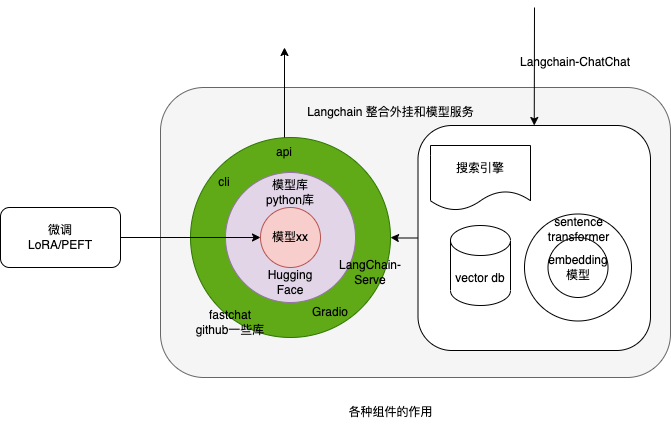 Langchain-ChatChat
Langchain 整合外挂和模型服务
api
cli
模型库
python库
模型xx
Hugging
Face
LangChain-
Serve
Gradio
fastchat
github一些库
微调
LoRA/PEFT
搜索引擎
vector db
sentence
transformer
embedding
模型
各种组件的作用